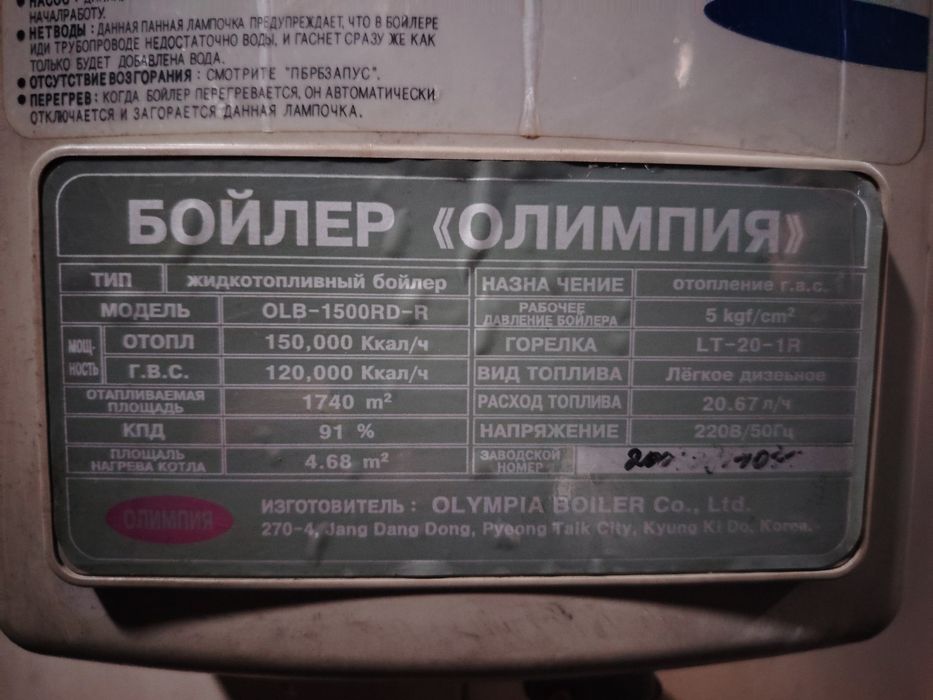 НАСОС :
НАЧАЛРАБОТУ.
● НЕТВОДЫ : ДАННАЯ ПАННАЯ ЛАМПОЧКА ПРЕДУПРЕЖДАЕТ, ЧТО В БОЙЛЕРЕ
ИДИ ТРУБОПРОВОДЕ НЕДОСТАТОЧНО ВОДЫ, И ГАСНЕТ СРАЗУ ЖЕ КАК
ТОЛЬКО БУДЕТ ДОБАВЛЕНА ВОДА.
● ОТСУТСТВИЕ ВОЗГОРАНИЯ : СМОТРИТЕ "ПБРБЗАПУС".
● ПЕРЕГРЕВ : КОГДА БОЙЛЕР ПЕРЕГРЕВАЕТСЯ, ОН АВТОМАТИЧЕСКИ
ОТКЛЮЧАЕТСЯ И ЗАГОРАЕТСЯ ДАННАЯ ЛАМПОЧКА.
БОЙЛЕР «ОЛИМПИЯ»
ТИП жидкотопливный бойлер
МОДЕЛЬ OLB-1500RD-R
МОЩ-
НОСТЬ
ОТОПЛ 150,000 Ккал/ч
Г.В.С. 120,000 Ккал/ч
ОТАПЛИВАЕМАЯ
ПЛОЩАДЬ
1740 m²
КПД 91 %
ПЛОЩАЛЬ
НАГРЕВА КОТЛА
4.68 m²
НАЗНА ЧЕНИЕ отопление г.в.с.
РАБОЧЕЕ
ДАВЛЕНИЕ БОЙЛЕРА
5 kgf/cm²
ГОРЕЛКА LT-20-1R
ВИД ТОПЛИВА Лёгкое дизеьное
РАСХОД ТОПЛИВА 20.67 л/ч
НАПРЯЖЕНИЕ 220В/50Гц
ЗАВОДСКОЙ
НОМЕР
ОЛИМПИЯ
ИЗГОТОВИТЕЛЬ : OLYMPIA BOILER Co., Ltd.
270-4, Jang Dang Dong, Pyeong Taik City, Kyung Ki Do, Korea.